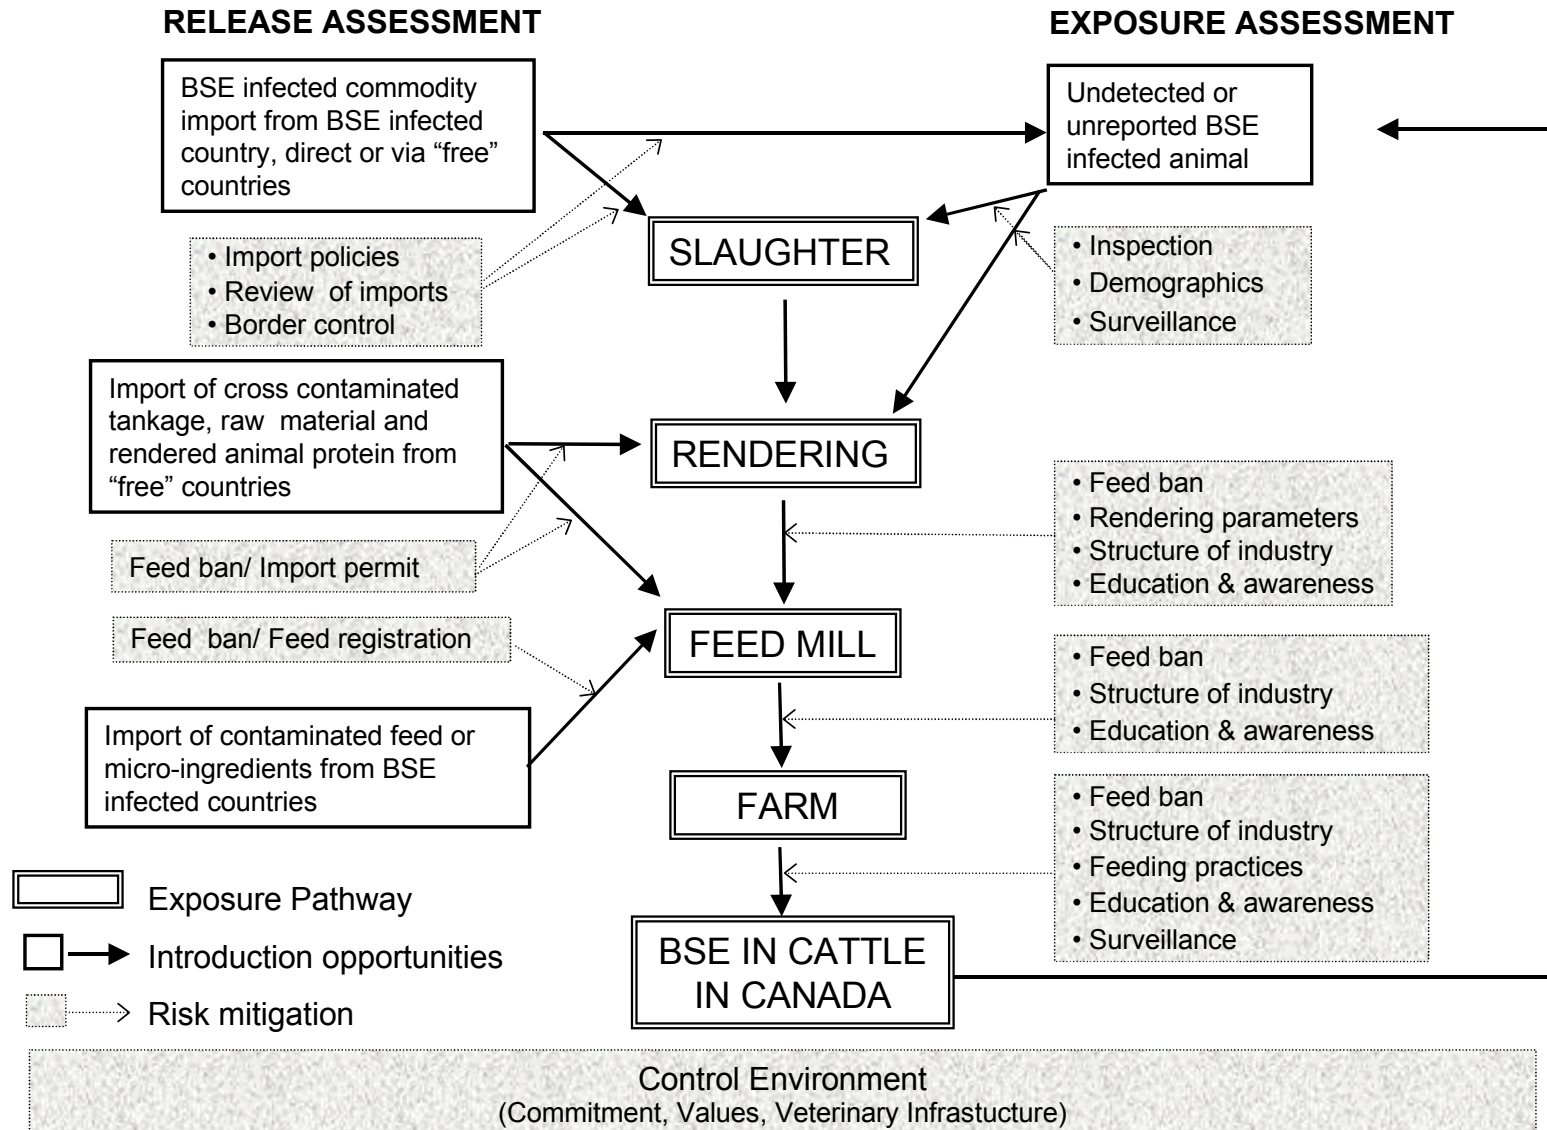 RELEASE ASSESSMENT
EXPOSURE ASSESSMENT
BSE infected commodity
import from BSE infected
country, direct or via “free”
countries
Undetected or
unreported BSE
infected animal
• Import policies
• Review of imports
• Border control
SLAUGHTER
• Inspection
• Demographics
• Surveillance
Import of cross contaminated
tankage, raw material and
rendered animal protein from
“free” countries
RENDERING
• Feed ban
• Rendering parameters
• Structure of industry
• Education & awareness
Feed ban/ Import permit
Feed ban/ Feed registration
FEED MILL
• Feed ban
• Structure of industry
• Education & awareness
Import of contaminated feed or
micro-ingredients from BSE
infected countries
FARM
• Feed ban
• Structure of industry
• Feeding practices
• Education & awareness
• Surveillance
Exposure Pathway
Introduction opportunities
Risk mitigation
BSE IN CATTLE
IN CANADA
Control Environment
(Commitment, Values, Veterinary Infrastucture)